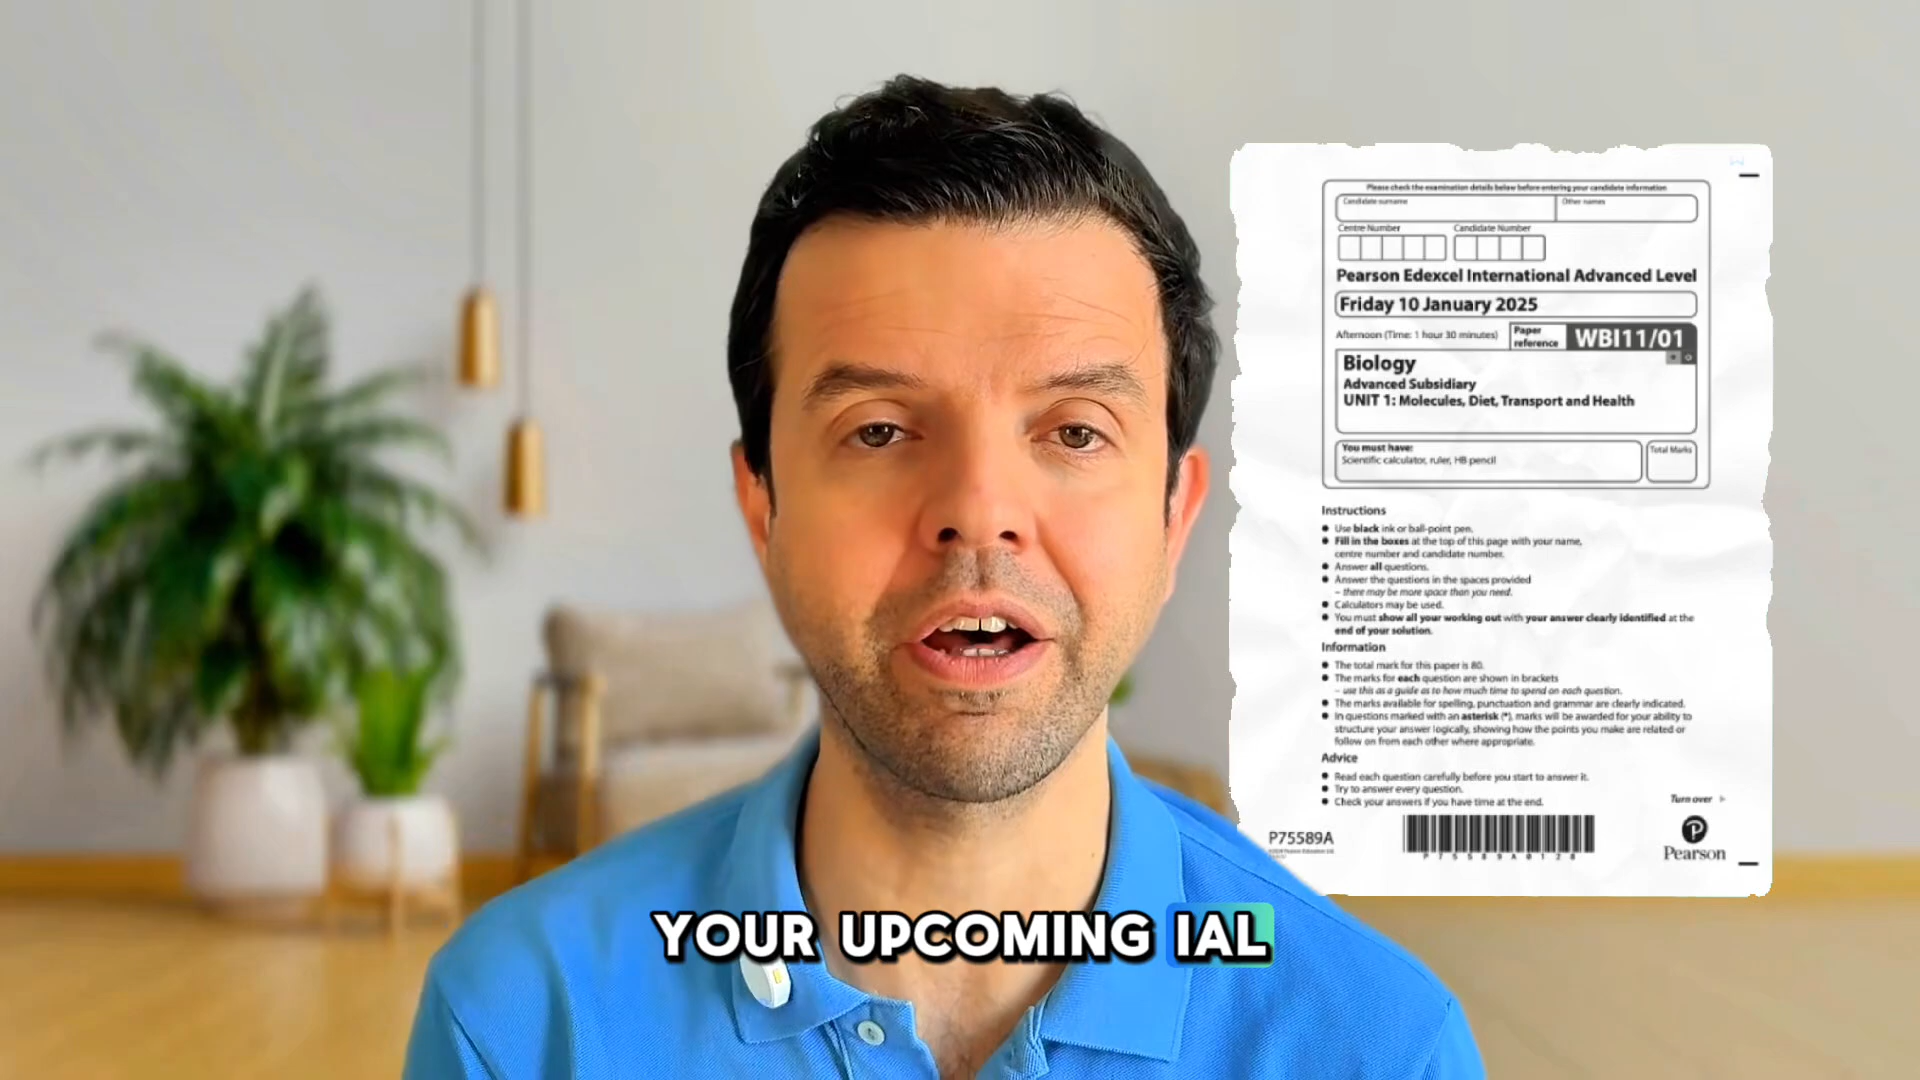 Please check the examination details below before entering your candidate information
Candidate surname
Other names
Centre Number
Candidate Number
Pearson Edexcel International Advanced Level
Friday 10 January 2025
Afternoon (Time: 1 hour 30 minutes)
Paper
reference
WBI11/01
Biology
Advanced Subsidiary
UNIT 1: Molecules, Diet, Transport and Health
You must have:
Scientific calculator, ruler, HB pencil
Total Marks
Instructions
● Use black ink or ball-point pen.
● Fill in the boxes at the top of this page with your name,
centre number and candidate number.
● Answer all questions.
● Answer the questions in the spaces provided
– there may be more space than you need.
● Calculators may be used.
● You must show all your working out with your answer clearly identified at the
end of your solution.
Information
● The total mark for this paper is 80.
● The marks for each question are shown in brackets
– use this as a guide as to how much time to spend on each question.
● The marks available for spelling, punctuation and grammar are clearly indicated.
● In questions marked with an asterisk (*), marks will be awarded for your ability to
structure your answer logically, showing how the points you make are related or
follow on from each other where appropriate.
Advice
● Read each question carefully before you start to answer it.
● Try to answer every question.
● Check your answers if you have time at the end.
Turn over
P75589A
P75589A0128
Pearson
YOUR UPCOMING IAL